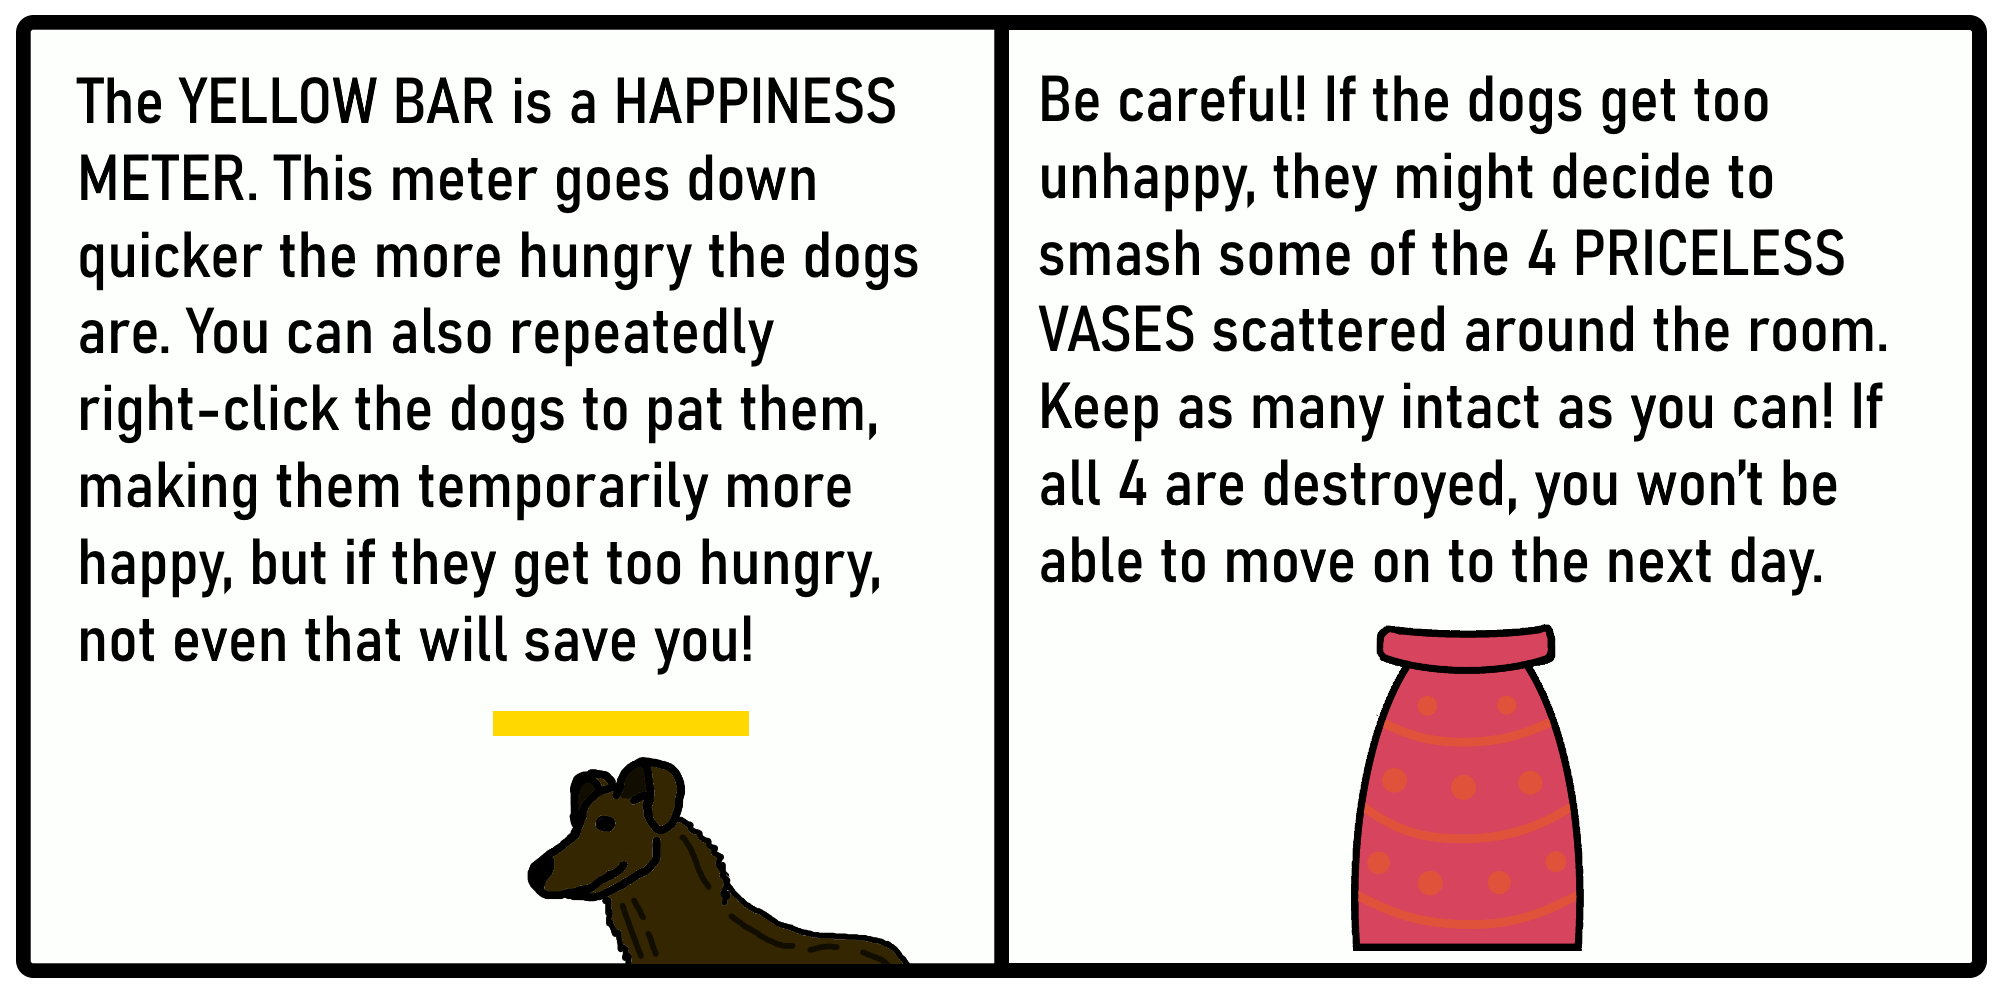 The YELLOW BAR is a HAPPINESS
METER. This meter goes down
quicker the more hungry the dogs
are. You can also repeatedly
right-click the dogs to pat them,
making them temporarily more
happy, but if they get too hungry,
not even that will save you!
Be careful! If the dogs get too
unhappy, they might decide to
smash some of the 4 PRICELESS
VASES scattered around the room.
Keep as many intact as you can! If
all 4 are destroyed, you won't be
able to move on to the next day.